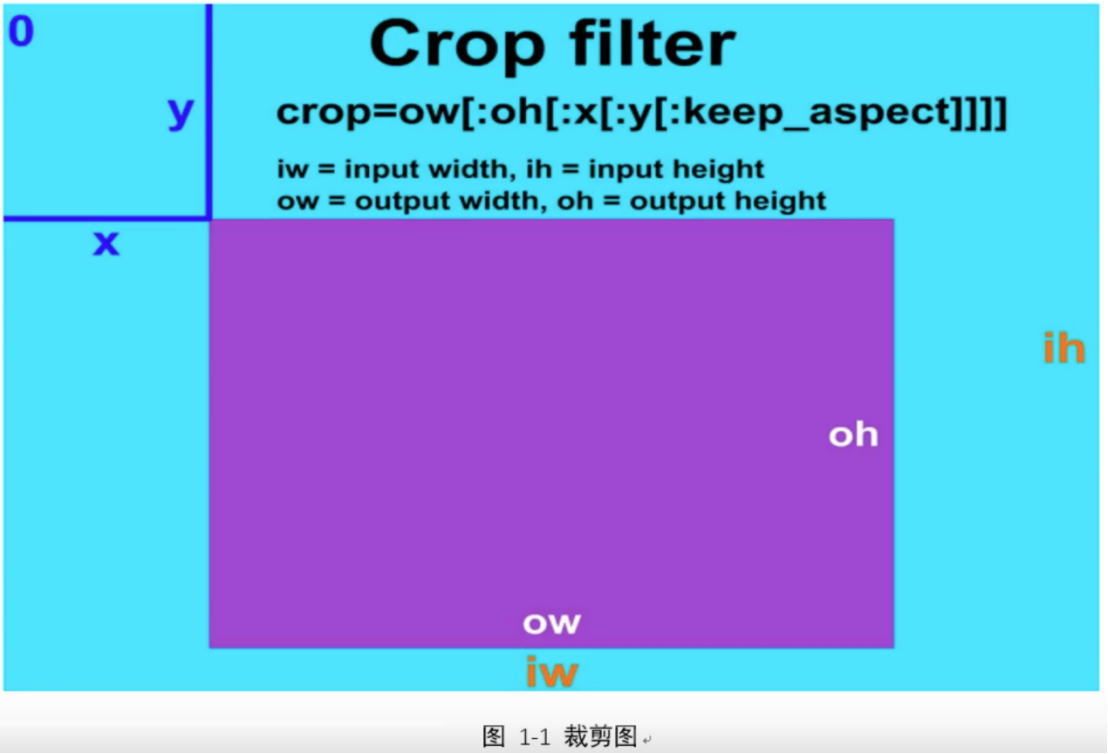 0
Crop filter
y
crop=ow[:oh[:x[:y[:keep_aspect]]]]
iw = input width, ih = input height
ow = output width, oh = output height
x
ih
oh
ow
iw
图 1-1 裁剪图